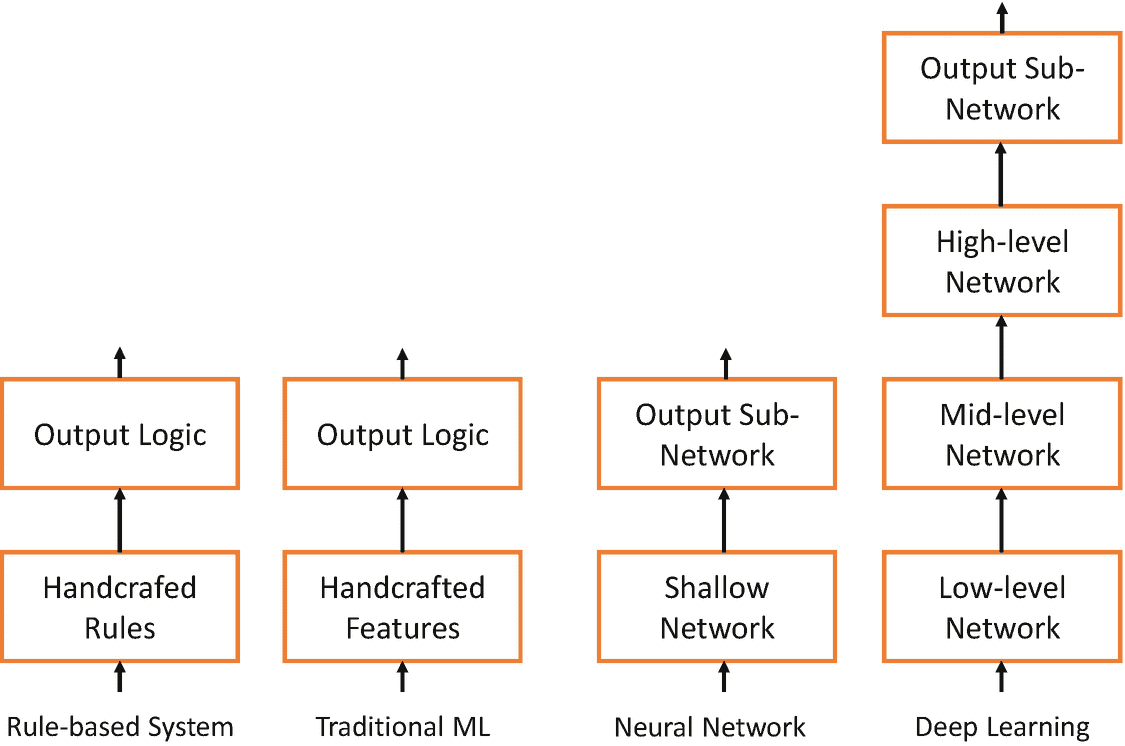 Output Sub-
Network
High-level
Network
Output Logic
Output Logic
Output Sub-
Network
Mid-level
Network
Handcrafed
Rules
Handcrafted
Features
Shallow
Network
Low-level
Network
Rule-based System
Traditional ML
Neural Network
Deep Learning